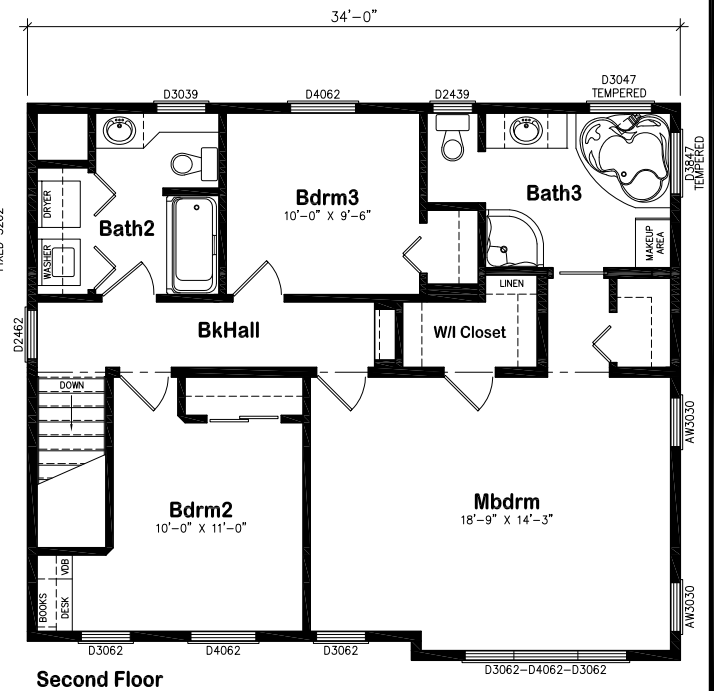 34'-0"
D3039
D4062
D2439
D3047
TEMPERED
D3847
TEMPERED
DRYER
WASHER
Bath2
Bdrm3
10'-0" X 9'-6"
Bath3
MAKEUP
AREA
LINEN
D2462
BkHall
W/I Closet
DOWN
AW3030
Bdrm2
10'-0" X 11'-0"
Mbdrm
18'-9" X 14'-3"
BOOKS
DESK
VDB
AW3030
D3062
D4062
D3062
D3062-D4062-D3062
Second Floor